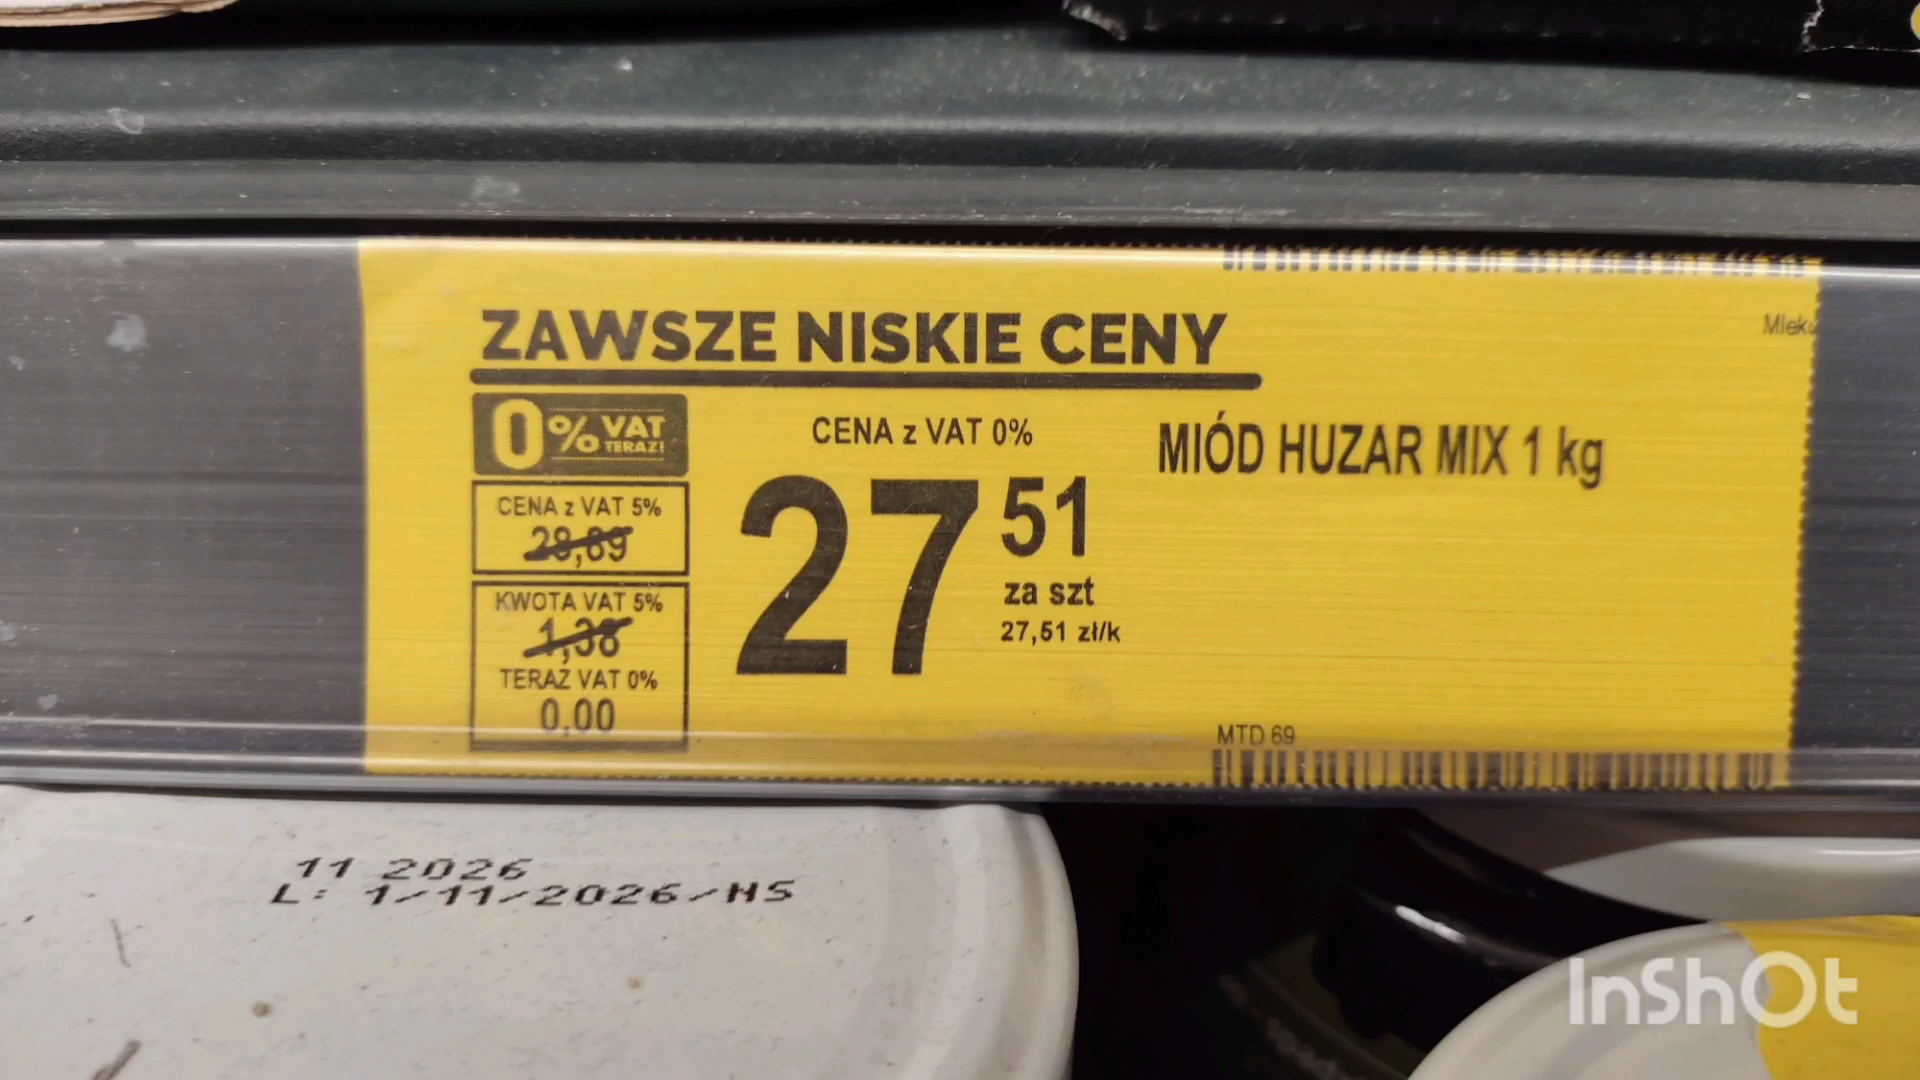 ZAWSZE NISKIE CENY
Mleku
0% VAT
TERAZ!
CENA z VAT 5%
28,89
KWOTA VAT 5%
1,38
TERAZ VAT 0%
0,00
CENA z VAT 0%
27 51
za szt
27,51 zł/k
MIÓD HUZAR MIX 1 kg
MTD 69
11 2026
L: 1/11/2026/NS
InShOt